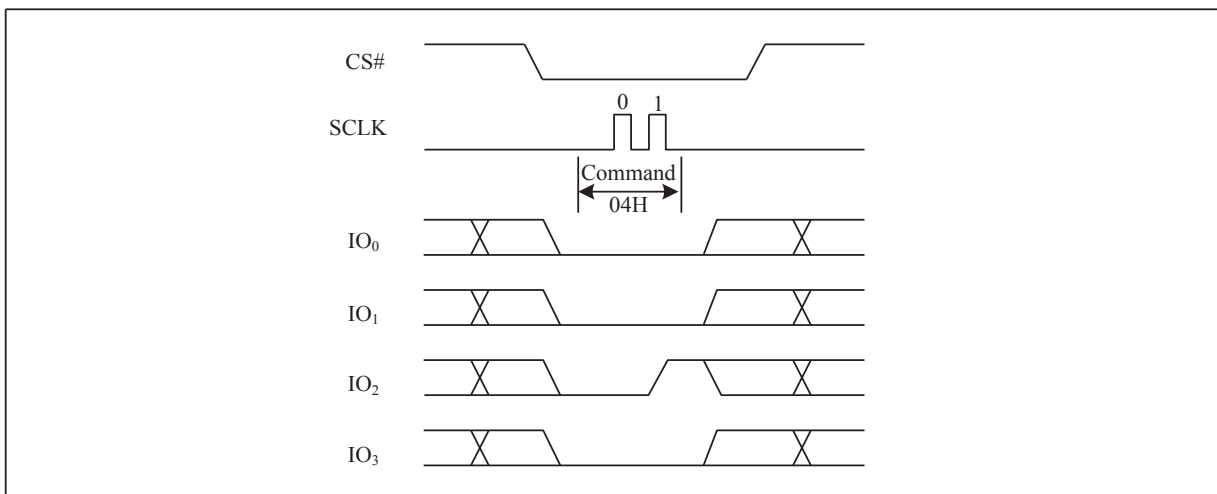 CS#
0 1
SCLK
Command
04H
IO₀
IO₁
IO₂
IO₃